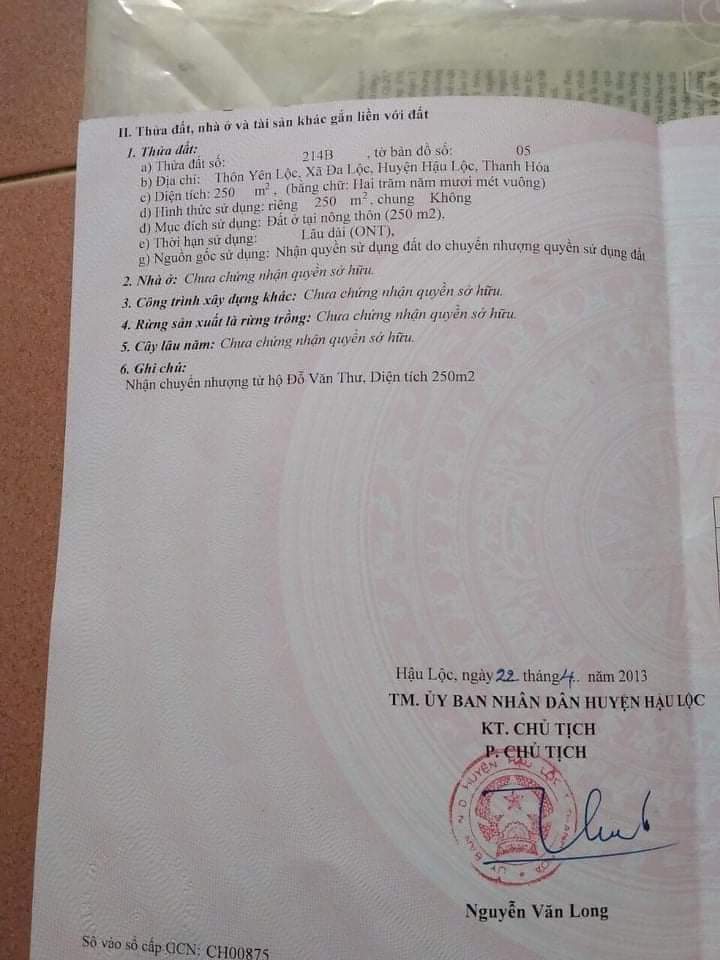 II. Thửa đất, nhà ở và tài sản khác gắn liền với đất
1. Thửa đất:
a) Thửa đất số: 214B , tờ bản đồ số: 05
b) Địa chỉ: Thôn Yên Lộc, Xã Đa Lộc, Huyện Hậu Lộc, Thanh Hóa
c) Diện tích: 250 m², (bằng chữ: Hai trăm năm mươi mét vuông)
d) Hình thức sử dụng: riêng 250 m², chung Không
đ) Mục đích sử dụng: Đất ở tại nông thôn (250 m2),
e) Thời hạn sử dụng: Lâu dài (ONT),
g) Nguồn gốc sử dụng: Nhận quyền sử dụng đất do chuyển nhượng quyền sử dụng đất
2. Nhà ở: Chưa chứng nhận quyền sở hữu.
3. Công trình xây dựng khác: Chưa chứng nhận quyền sở hữu.
4. Rừng sản xuất là rừng trồng: Chưa chứng nhận quyền sở hữu.
5. Cây lâu năm: Chưa chứng nhận quyền sở hữu.
6. Ghi chú:
Nhận chuyển nhượng từ hộ Đỗ Văn Thư, Diện tích 250m2
Hậu Lộc, ngày 22 tháng 4. năm 2013
TM. ỦY BAN NHÂN DÂN HUYỆN HẬU LỘC
KT. CHỦ TỊCH
P. CHỦ TỊCH
ỦY BAN N.D HUYỆN HẬU LỘC
Nguyễn Văn Long
Số vào sổ cấp GCN: CH00875